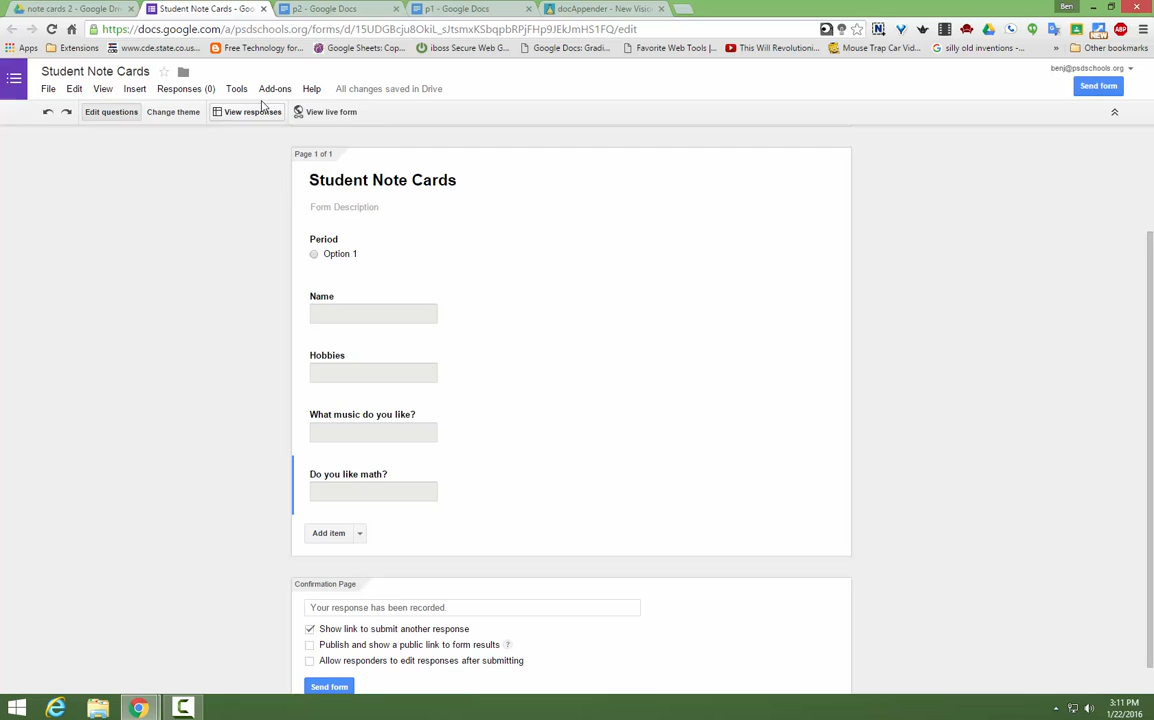 note cards 2 - Google Dri
Student Note Cards - Goo
p2 - Google Docs
p1 - Google Docs
docAppender - New Visio
Ben
https://docs.google.com/a/psdschools.org/forms/d/15UDGBcju8OkiL_sJtsmxKSbqpbRPjFHp9JEkJmHS1FQ/edit
Apps
Extensions
www.cde.state.co.us
Free Technology for...
Google Sheets: Cop...
iboss Secure Web G...
Google Docs: Gradi...
Favorite Web Tools |...
This Will Revolutioni...
Mouse Trap Car Vid...
silly old inventions -...
Other bookmarks
Student Note Cards
benj@psdschools.org
File
Edit
View
Insert
Responses (0)
Tools
Add-ons
Help
All changes saved in Drive
Send form
Edit questions
Change theme
View responses
View live form
Page 1 of 1
Student Note Cards
Form Description
Period
Option 1
Name
Hobbies
What music do you like?
Do you like math?
Add item
Confirmation Page
Your response has been recorded.
Show link to submit another response
Publish and show a public link to form results ?
Allow responders to edit responses after submitting
Send form
3:11 PM
1/22/2016